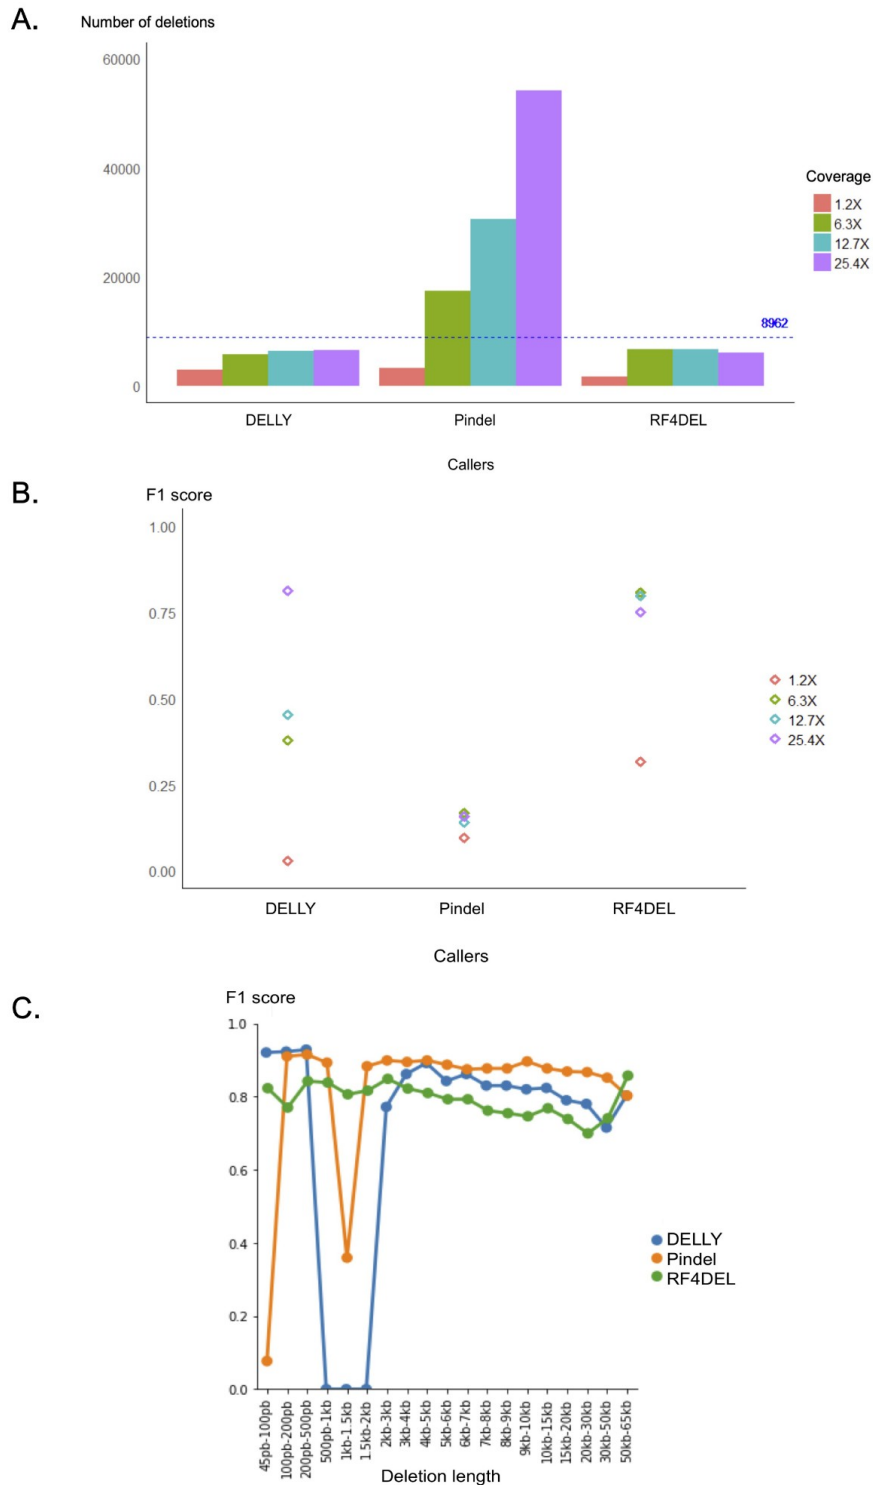 A.
Number of deletions
60000
40000
20000
0
8962
Coverage
1.2X
6.3X
12.7X
25.4X
DELLY Pindel RF4DEL
Callers
B.
F1 score
1.00
0.75
0.50
0.25
0.00
1.2X
6.3X
12.7X
25.4X
DELLY Pindel RF4DEL
Callers
C.
F1 score
1.0
0.8
0.6
0.4
0.2
0.0
DELLY
Pindel
RF4DEL
45pb-100pb
100pb-200pb
200pb-500pb
500pb-1kb
1kb-1.5kb
1.5kb-2kb
2kb-3kb
3kb-4kb
4kb-5kb
5kb-6kb
6kb-7kb
7kb-8kb
8kb-9kb
9kb-10kb
10kb-15kb
15kb-20kb
20kb-30kb
30kb-50kb
50kb-65kb
Deletion length